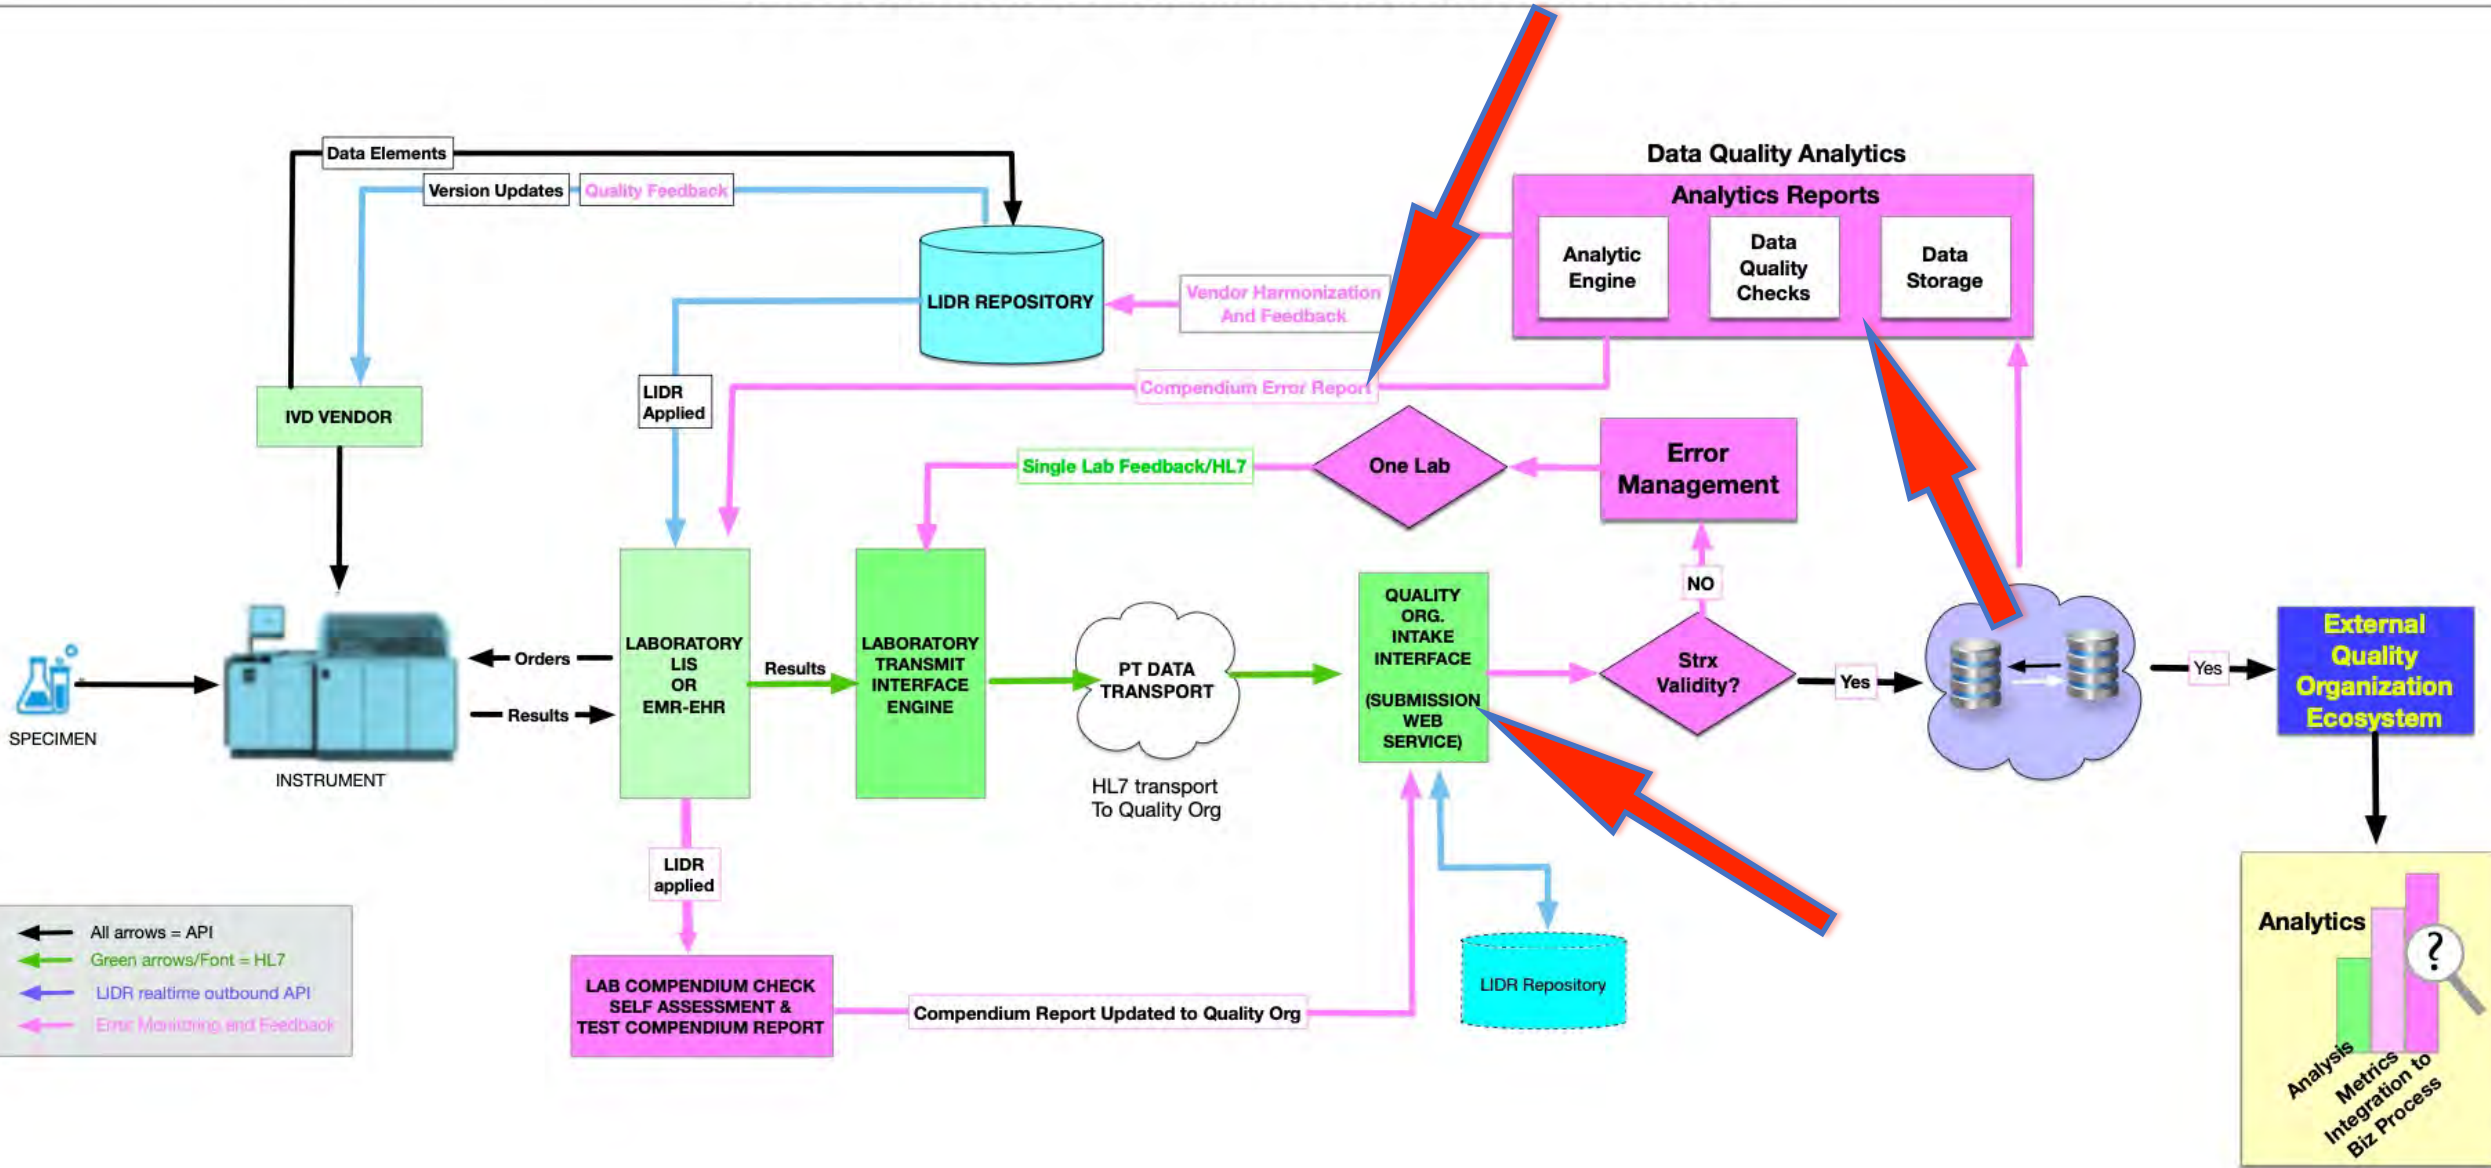 Data Elements
Version Updates
Quality Feedback
Data Quality Analytics
Analytics Reports
Analytic
Engine
Data
Quality
Checks
Data
Storage
LIDR REPOSITORY
Vendor Harmonization
And Feedback
LIDR
Applied
Compendium Error Report
IVD VENDOR
Single Lab Feedback/HL7
One Lab
Error
Management
NO
SPECIMEN
INSTRUMENT
Orders
Results
LABORATORY
LIS
OR
EMR-EHR
Results
LABORATORY
TRANSMIT
INTERFACE
ENGINE
PT DATA
TRANSPORT
HL7 transport
To Quality Org
QUALITY
ORG.
INTAKE
INTERFACE
(SUBMISSION
WEB
SERVICE)
Strx
Validity?
Yes
Yes
External
Quality
Organization
Ecosystem
LIDR
applied
LAB COMPENDIUM CHECK
SELF ASSESSMENT &
TEST COMPENDIUM REPORT
Compendium Report Updated to Quality Org
LIDR Repository
All arrows = API
Green arrows/Font = HL7
LIDR realtime outbound API
Error Monitoring and Feedback
Analytics
?
Analysis
Metrics
Integration to
Biz Process